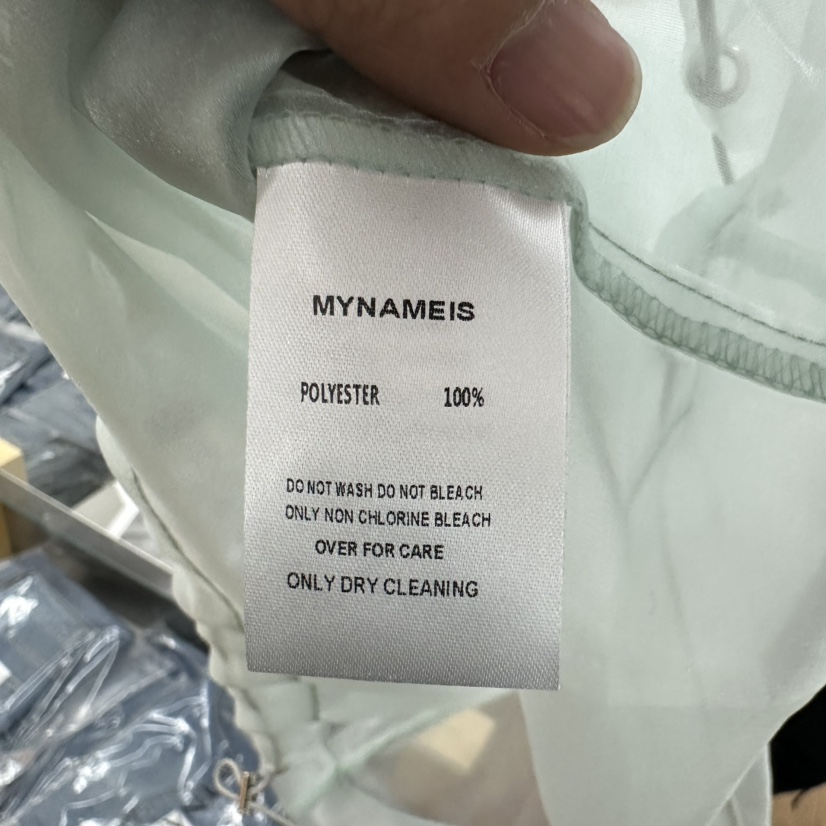 MYNAMEIS
POLYESTER 100%
DO NOT WASH DO NOT BLEACH
ONLY NON CHLORINE BLEACH
OVER FOR CARE
ONLY DRY CLEANING